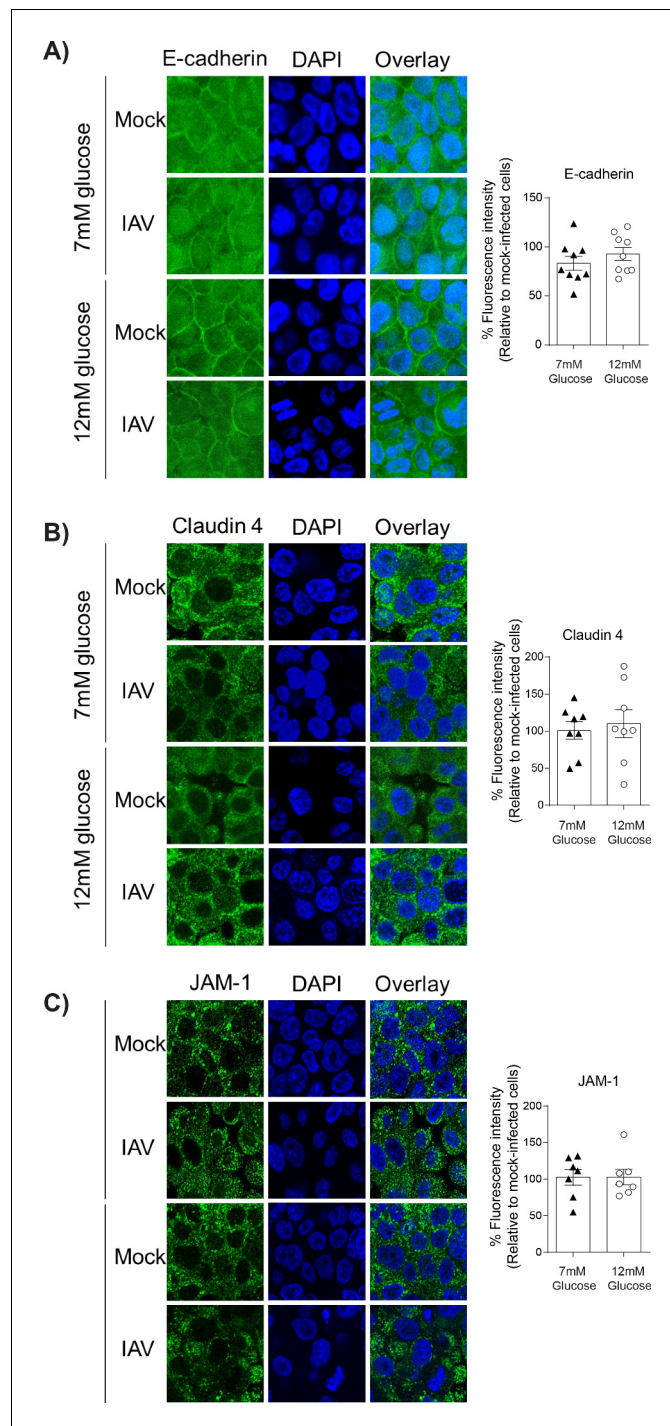 A)
E-cadherin DAPI Overlay
7mM glucose
Mock
IAV
12mM glucose
Mock
IAV
E-cadherin
% Fluorescence intensity
(Relative to mock-infected cells)
150
100
50
0
7mM
Glucose
12mM
Glucose
B)
Claudin 4 DAPI Overlay
7mM glucose
Mock
IAV
12mM glucose
Mock
IAV
Claudin 4
% Fluorescence intensity
(Relative to mock-infected cells)
200
150
100
50
0
7mM
Glucose
12mM
Glucose
C)
JAM-1 DAPI Overlay
Mock
IAV
Mock
IAV
JAM-1
% Fluorescence intensity
(Relative to mock-infected cells)
200
150
100
50
0
7mM
Glucose
12mM
Glucose